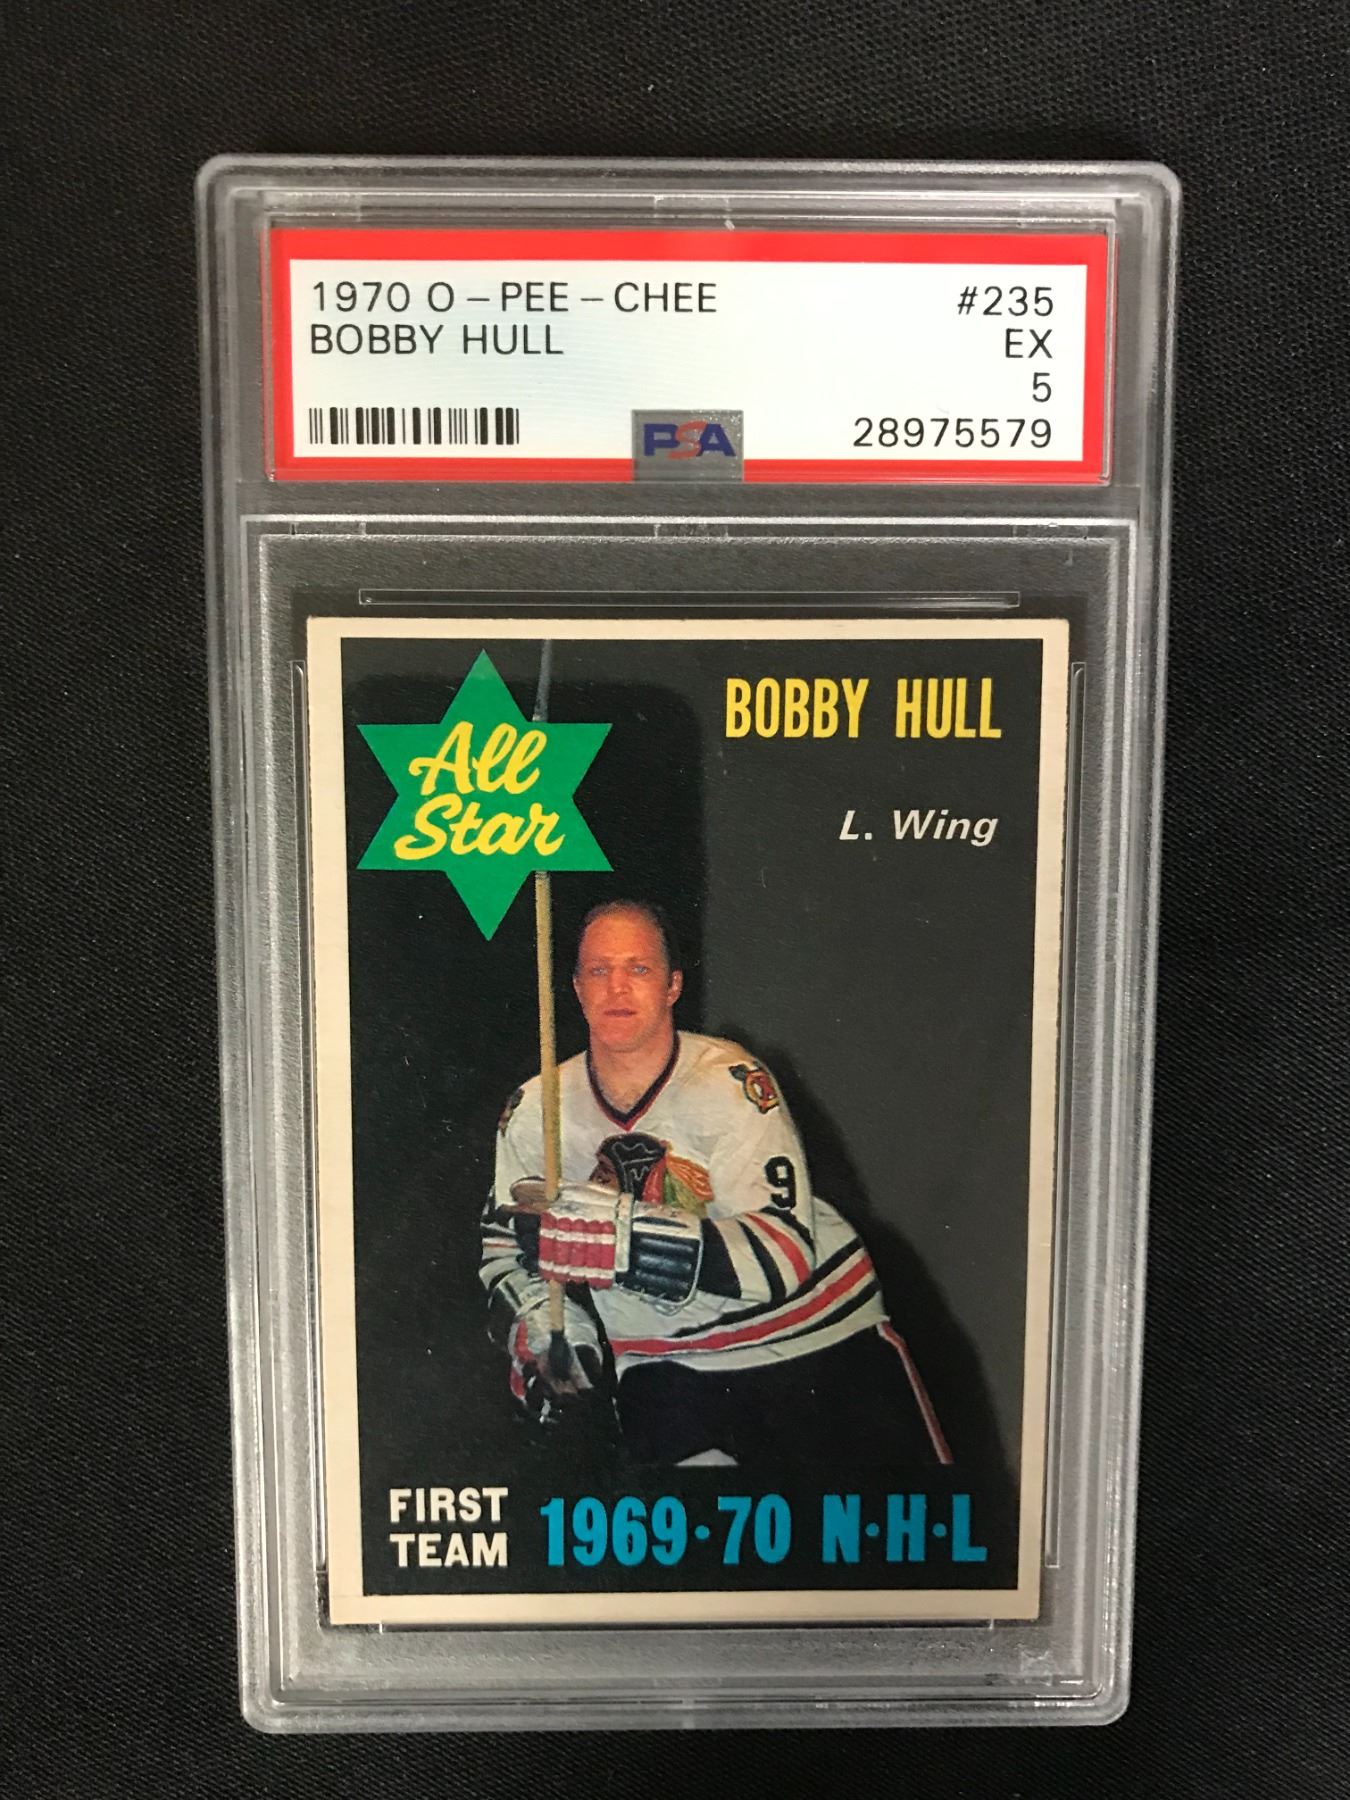 1970 O-PEE-CHEE #235
BOBBY HULL EX
5
PSA 28975579
All
Star
BOBBY HULL
L. Wing
9
FIRST
TEAM
1969·70 N·H·L